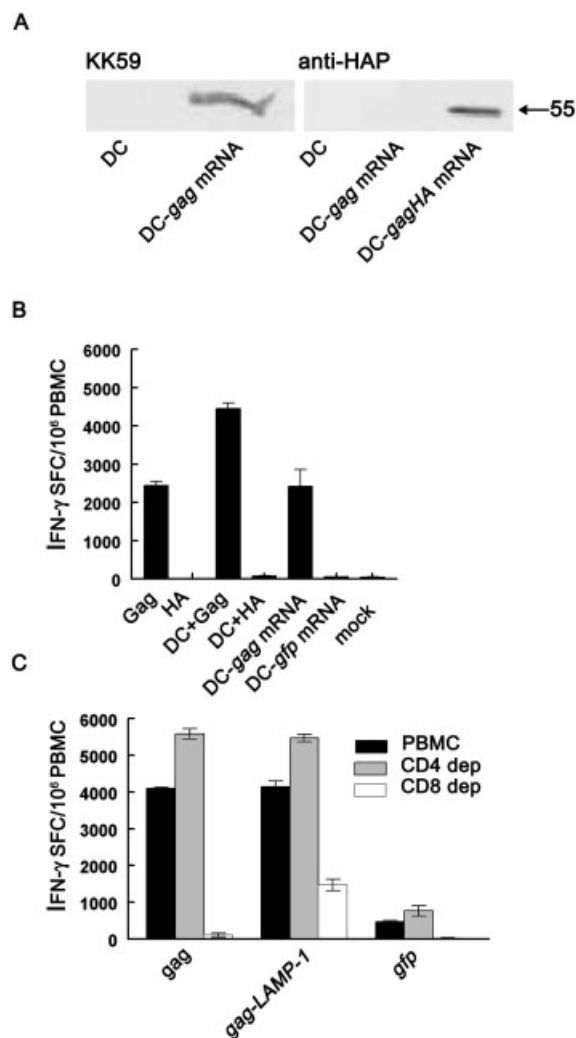 A
KK59 anti-HAP
←55
DC
DC-gag mRNA
DC
DC-gag mRNA
DC-gagHA mRNA
B
IFN-γ SFC/10⁶ PBMC
6000
5000
4000
3000
2000
1000
0
Gag
HA
DC+Gag
DC+HA
DC-gag mRNA
DC-gfp mRNA
mock
C
IFN-γ SFC/10⁶ PBMC
6000
5000
4000
3000
2000
1000
0
PBMC
CD4 dep
CD8 dep
gag
gag-LAMP-1
gfp